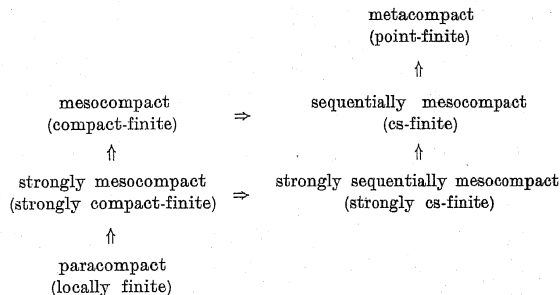 metacompact
(point-finite)
⇑
mesocompact ⇒ sequentially mesocompact
(compact-finite) (cs-finite)
⇑ ⇑
strongly mesocompact ⇒ strongly sequentially mesocompact
(strongly compact-finite) (strongly cs-finite)
⇑
paracompact
(locally finite)